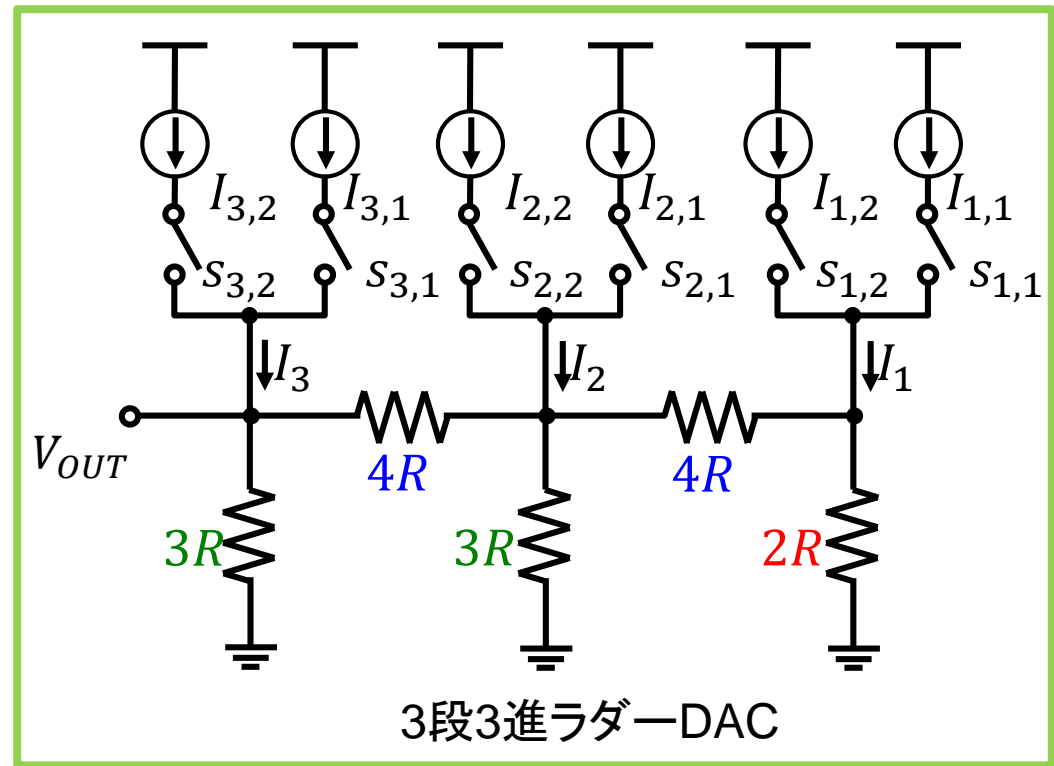 I3,2 I3,1 I2,2 I2,1 I1,2 I1,1
s3,2 s3,1 s2,2 s2,1 s1,2 s1,1
I3 I2 I1
VOUT
4R 4R
3R 3R 2R
3段3進ラダーDAC